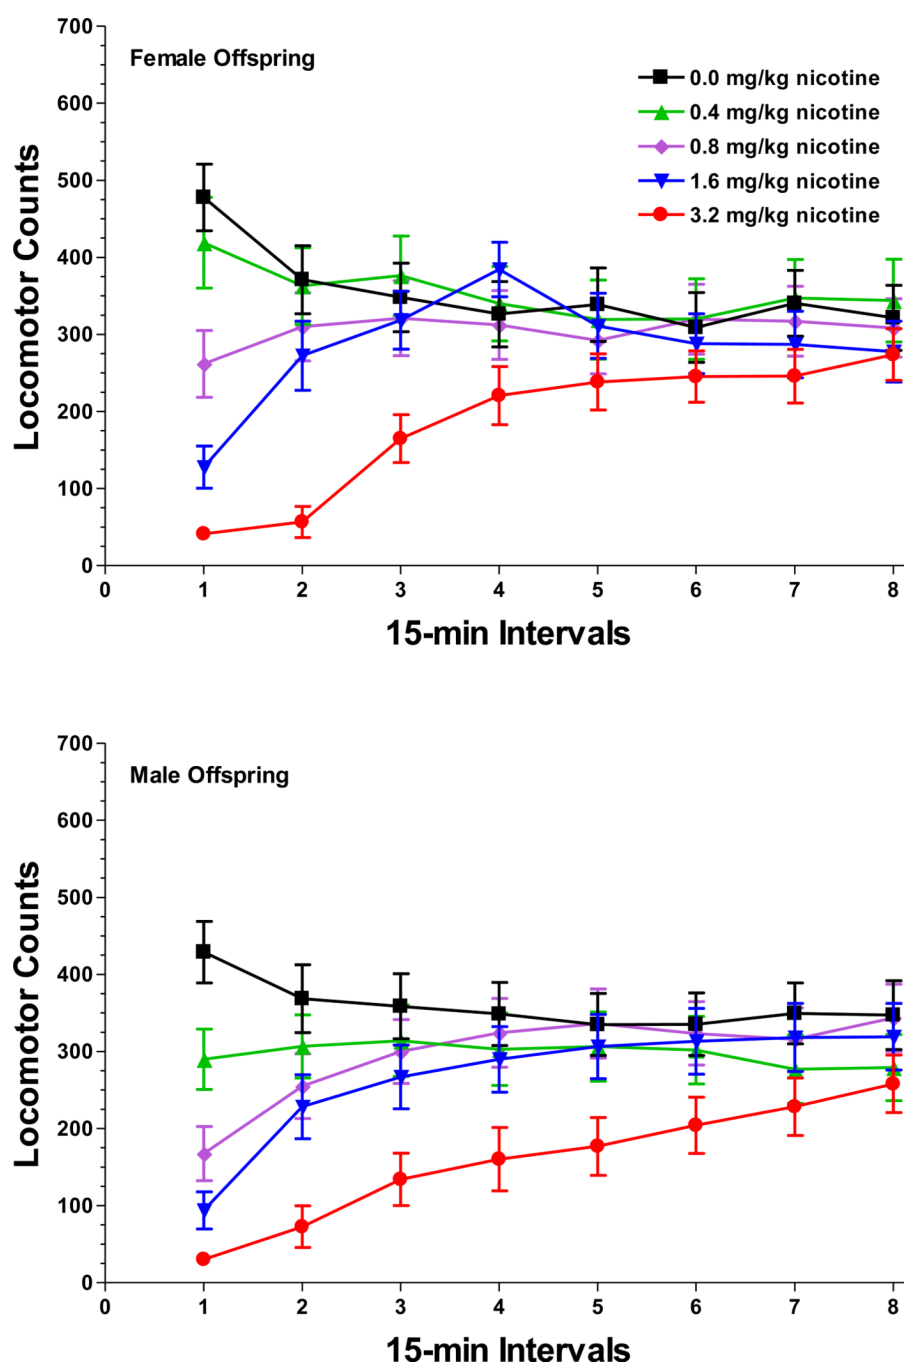 700
Female Offspring
0.0 mg/kg nicotine
600
0.4 mg/kg nicotine
0.8 mg/kg nicotine
500
1.6 mg/kg nicotine
3.2 mg/kg nicotine
400
Locomotor Counts
300
200
100
0
0 1 2 3 4 5 6 7 8
15-min Intervals
700
Male Offspring
600
500
400
Locomotor Counts
300
200
100
0
0 1 2 3 4 5 6 7 8
15-min Intervals